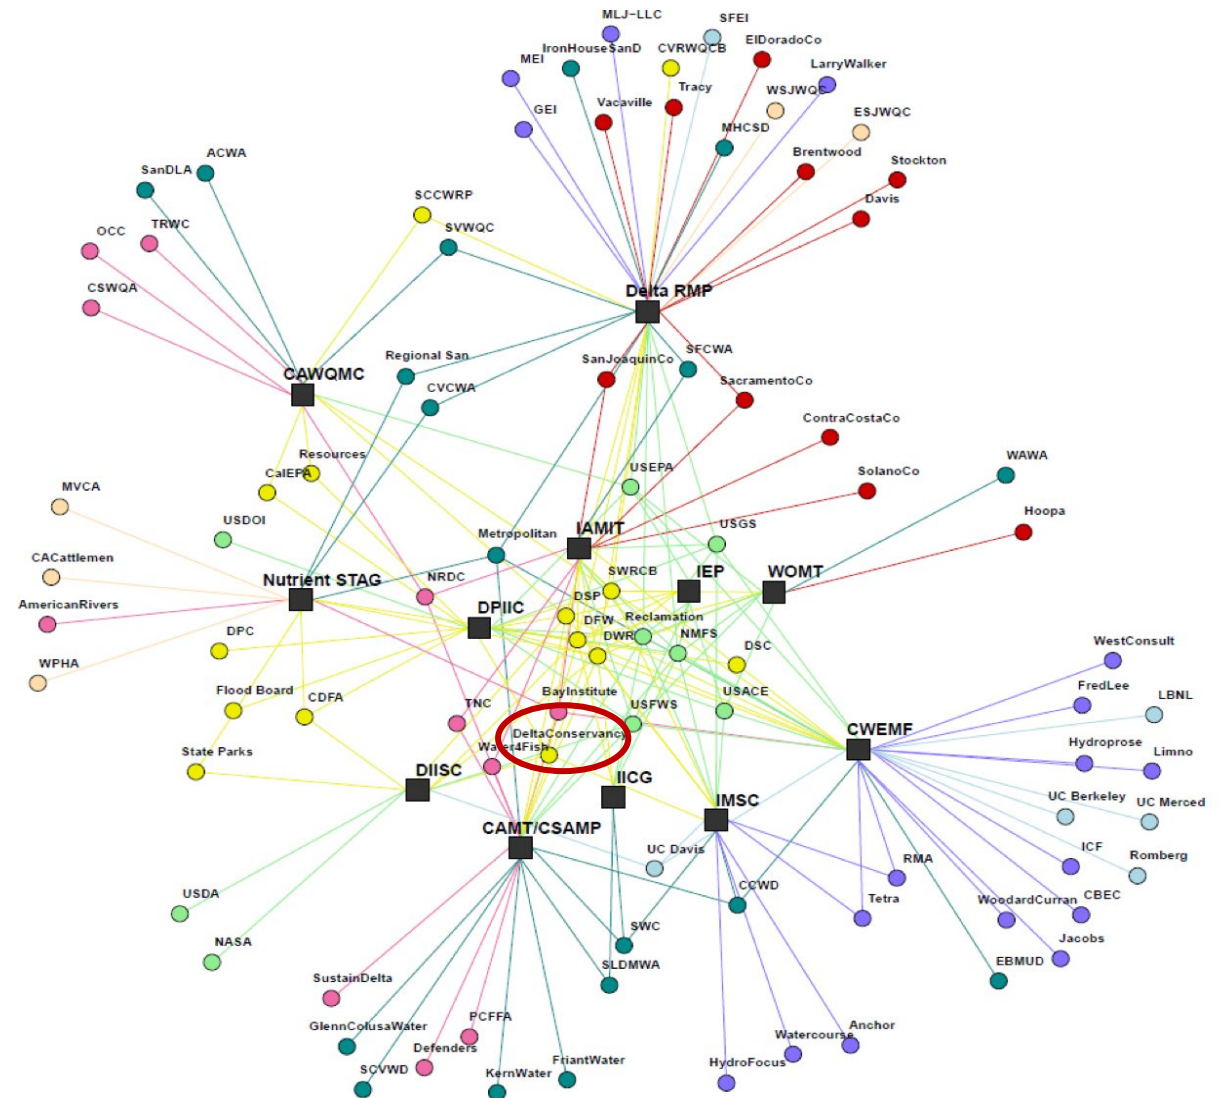 MLJ-LLC
SFEI
IronHouseSanD
CVRWQCB
ElDoradoCo
MEI
LarryWalker
Tracy
WSJWQC
GEI
Vacaville
ESJWQC
MHCSD
Brentwood
Stockton
ACWA
SanDLA
SCCWRP
Davis
TRWC
OCC
SVWQC
CSWQA
Delta RMP
Regional San
SanJoaquinCo
SFCWA
CAWQMC
CVCWA
SacramentoCo
ContraCostaCo
Resources
CalEPA
USEPA
SolanoCo
WAWA
MVCA
USDOI
Metropolitan
IAMIT
USGS
Hoopa
CACattlemen
Nutrient STAG
NRDC
SWRCB
IEP
WOMT
AmericanRivers
DPIIC
DSP
DFW
Reclamation
DPC
DWR
NMFS
DSC
WestConsult
WPHA
Flood Board
CDFA
TNC
BayInstitute
USFWS
USACE
FredLee
LBNL
DeltaConservancy
CWEMF
State Parks
Water4Fish
Hydroprose
Limno
DIISC
IICG
IMSC
UC Berkeley
UC Merced
CAMT/CSAMP
UC Davis
RMA
ICF
Romberg
USDA
CCWD
Tetra
WoodardCurran
CBEC
NASA
SWC
Jacobs
SLDMWA
EBMUD
SustainDelta
GlennColusaWater
PCFFA
Watercourse
Anchor
SCVWD
Defenders
KernWater
FriantWater
HydroFocus